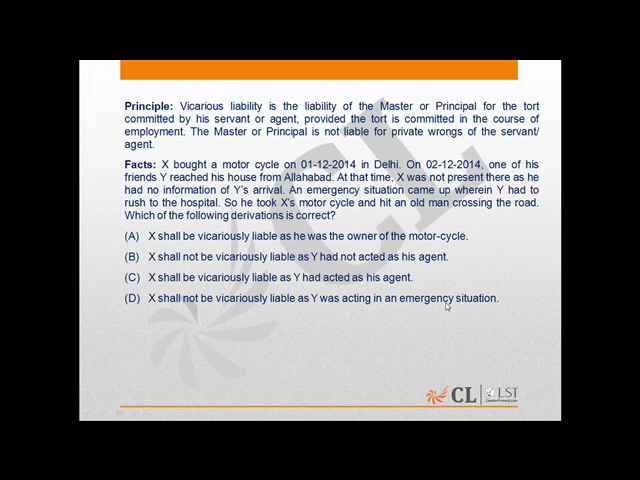 Principle: Vicarious liability is the liability of the Master or Principal for the tort
committed by his servant or agent, provided the tort is committed in the course of
employment. The Master or Principal is not liable for private wrongs of the servant/
agent.
Facts: X bought a motor cycle on 01-12-2014 in Delhi. On 02-12-2014, one of his
friends Y reached his house from Allahabad. At that time, X was not present there as he
had no information of Y's arrival. An emergency situation came up wherein Y had to
rush to the hospital. So he took X's motor cycle and hit an old man crossing the road.
Which of the following derivations is correct?
(A) X shall be vicariously liable as he was the owner of the motor-cycle.
(B) X shall not be vicariously liable as Y had not acted as his agent.
(C) X shall be vicariously liable as Y had acted as his agent.
(D) X shall not be vicariously liable as Y was acting in an emergency situation.
CL
CL LST